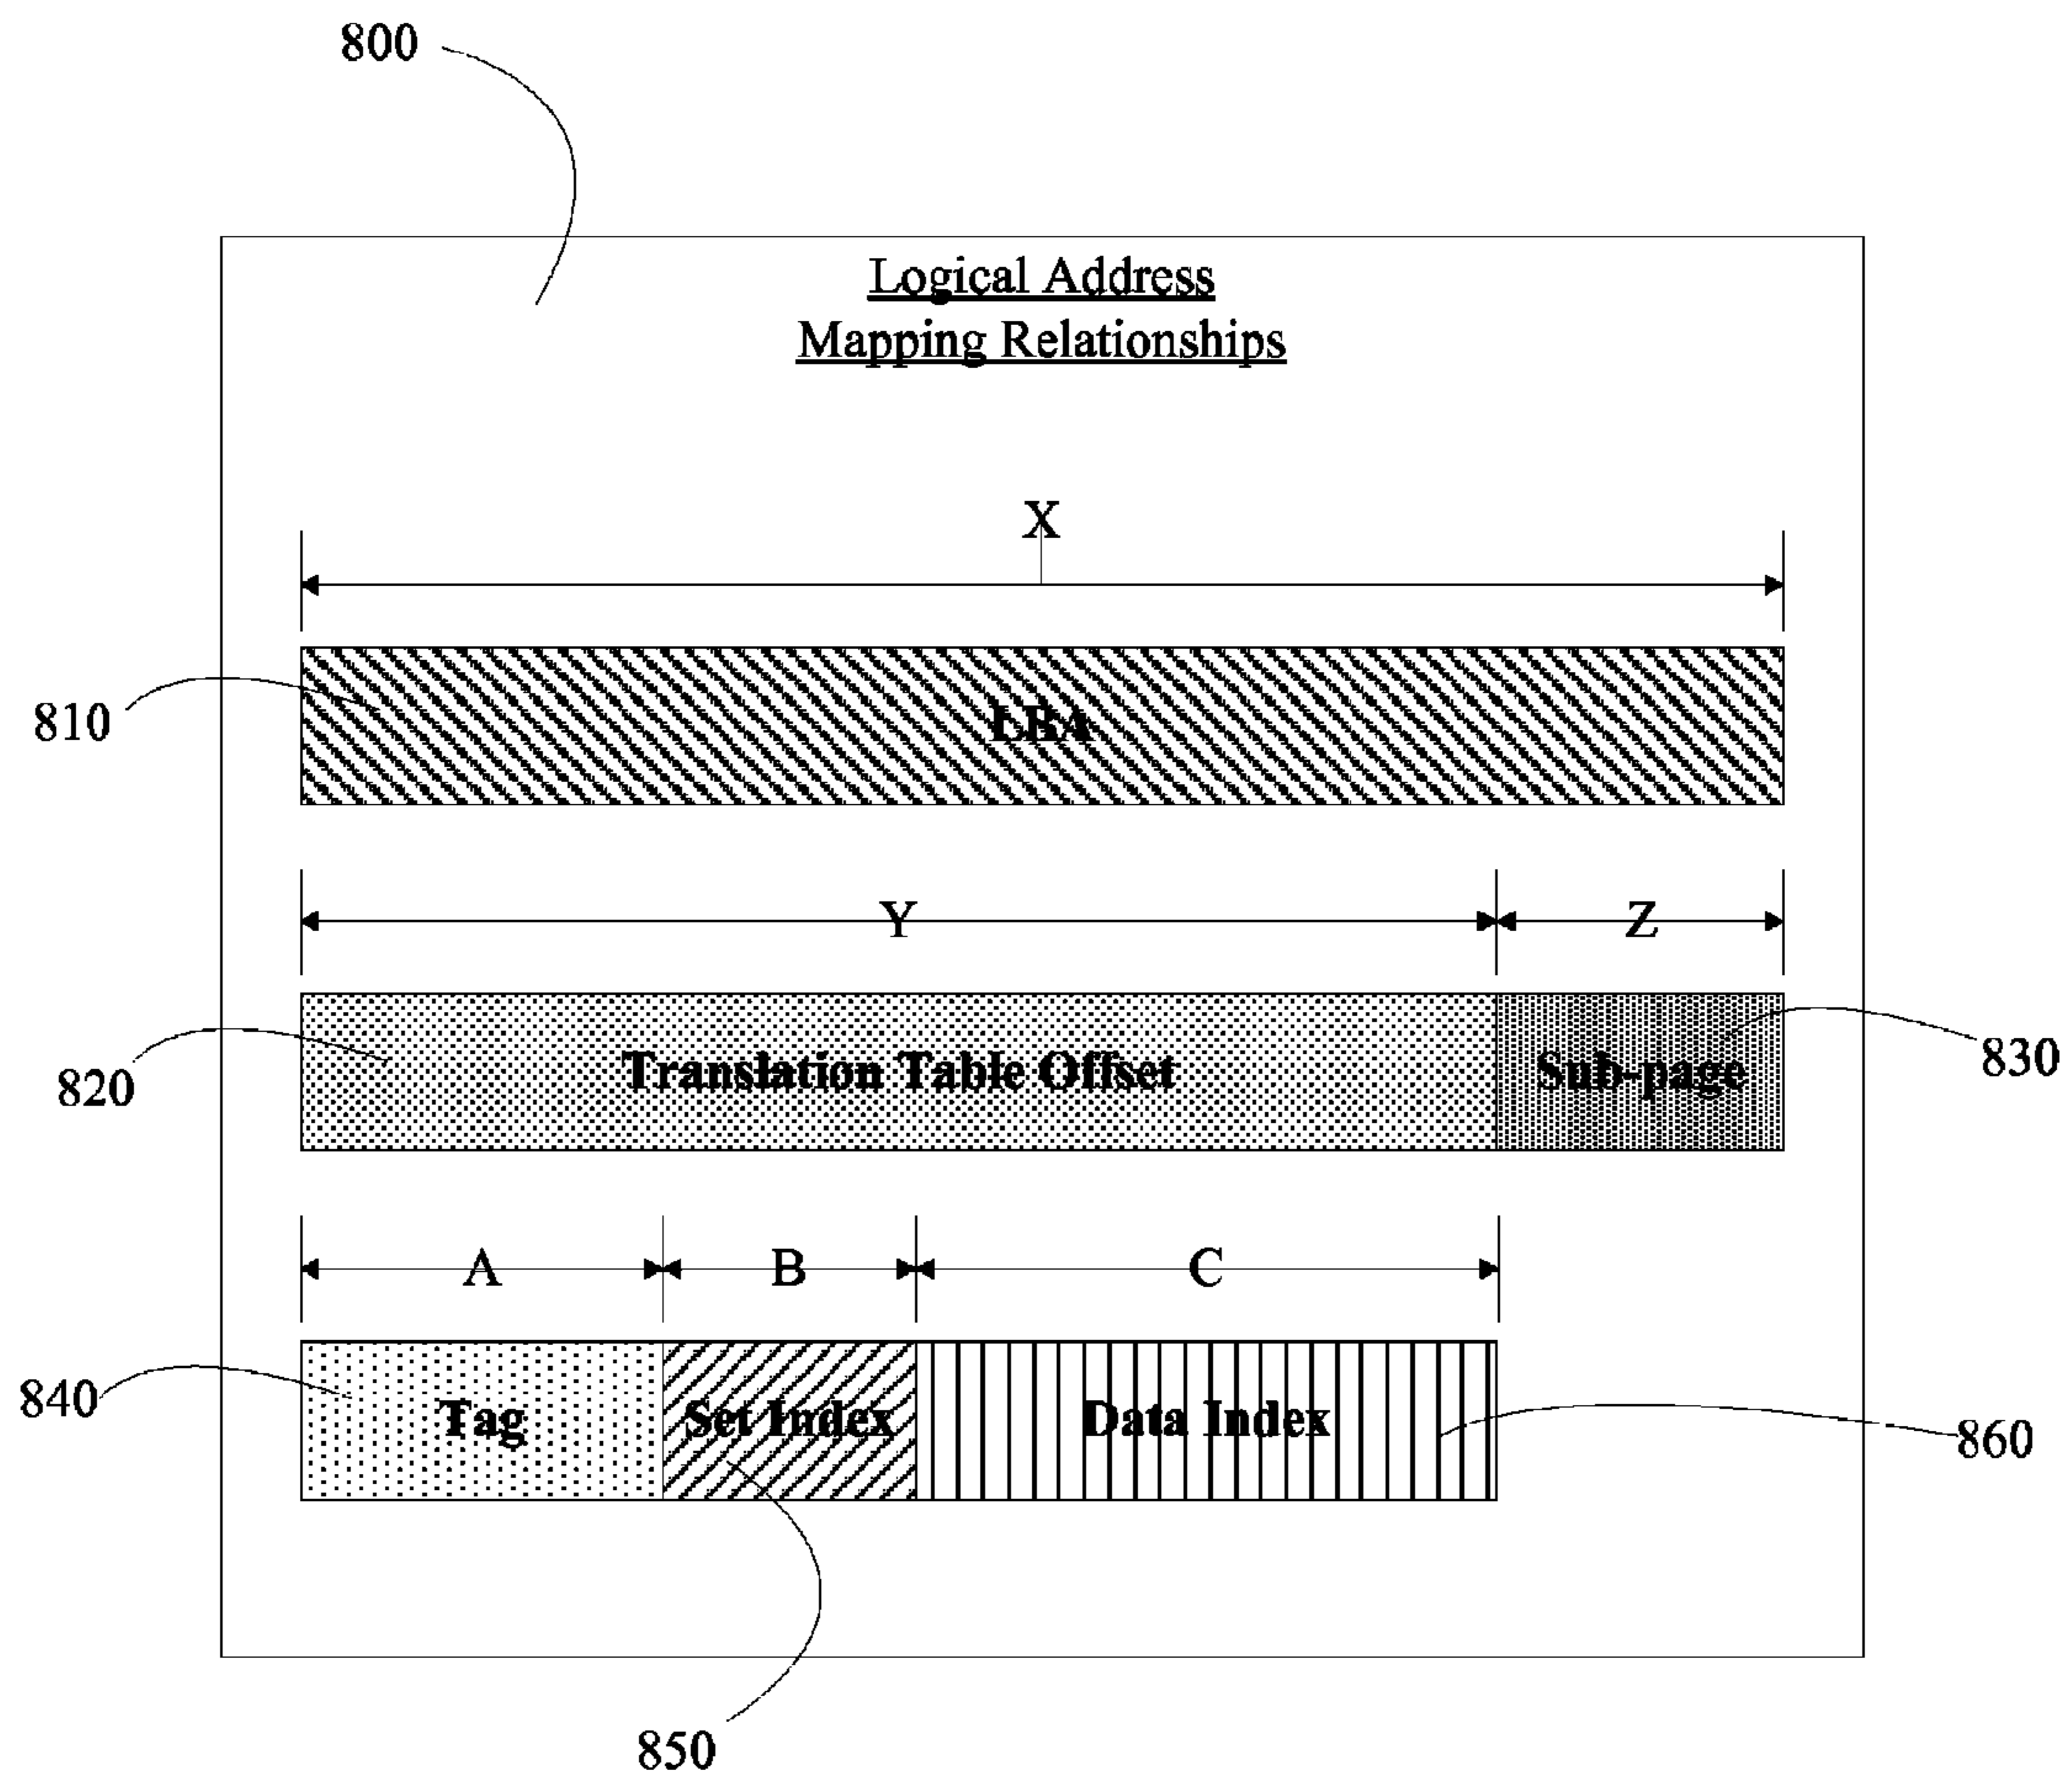 800
Logical Address
Mapping Relationships
X
810
LBA
Y
Z
820
Translation Table Offset
Sub-page
830
A
B
C
840
Tag
Set Index
Data Index
860
850